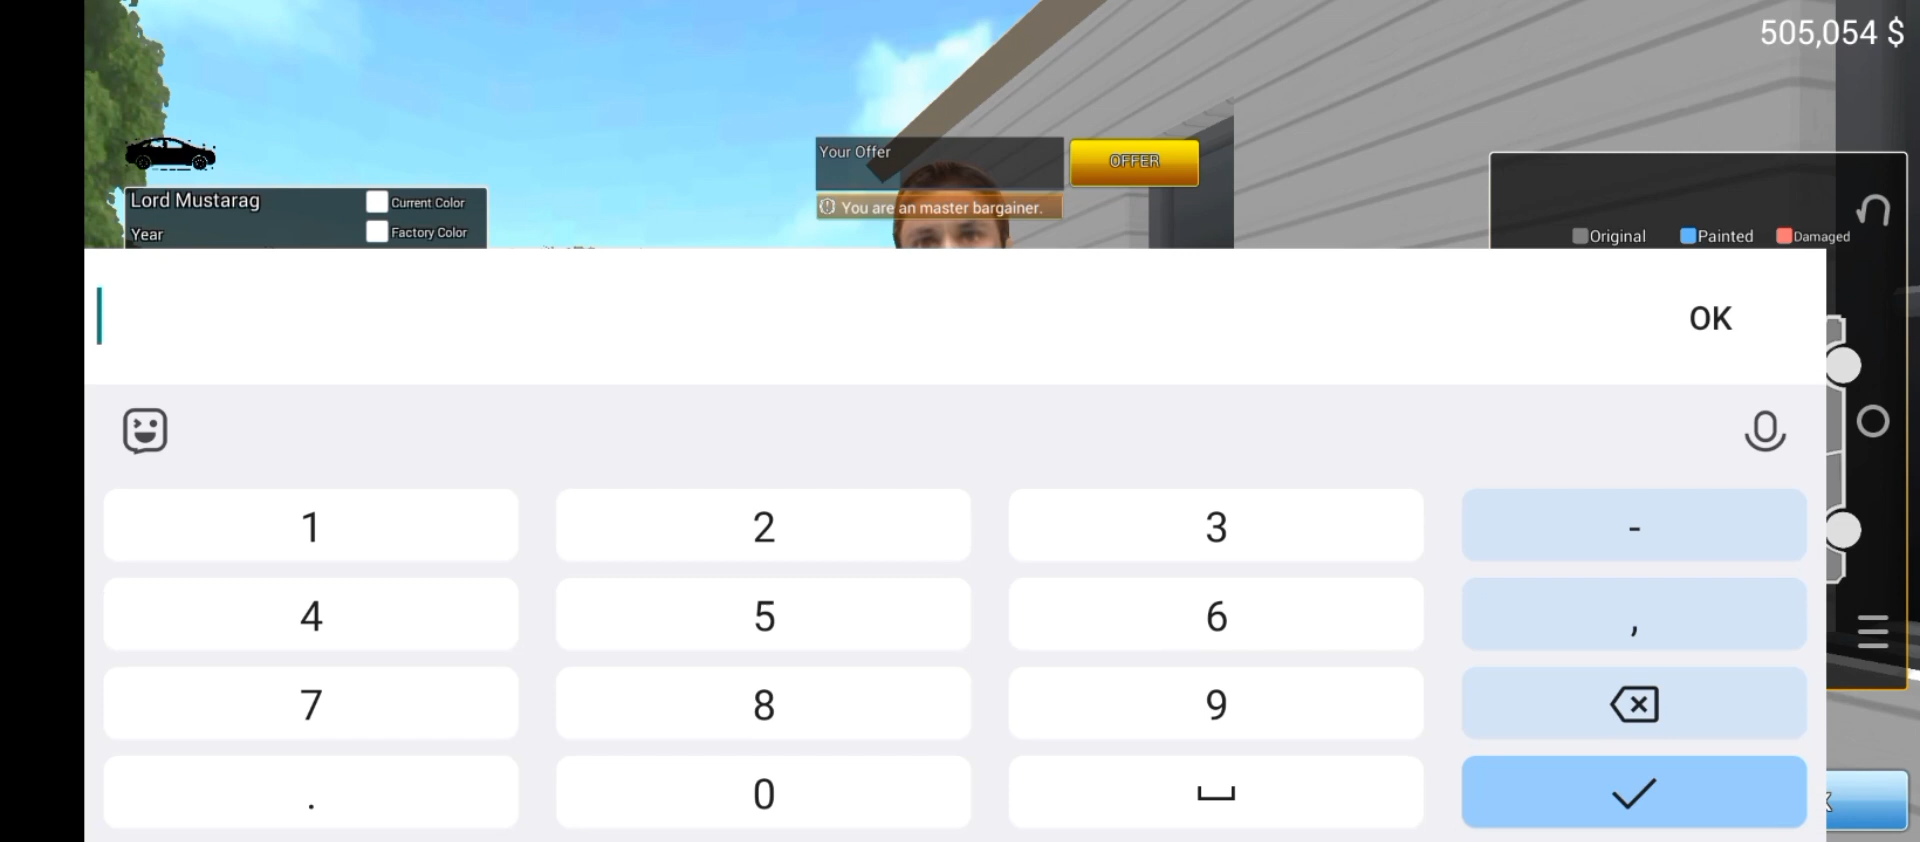 505,054 $
Your Offer
OFFER
You are an master bargainer.
Lord Mustarag
Current Color
Year
Factory Color
Original
Painted
Damaged
OK
1
2
3
-
4
5
6
,
7
8
9
.
0